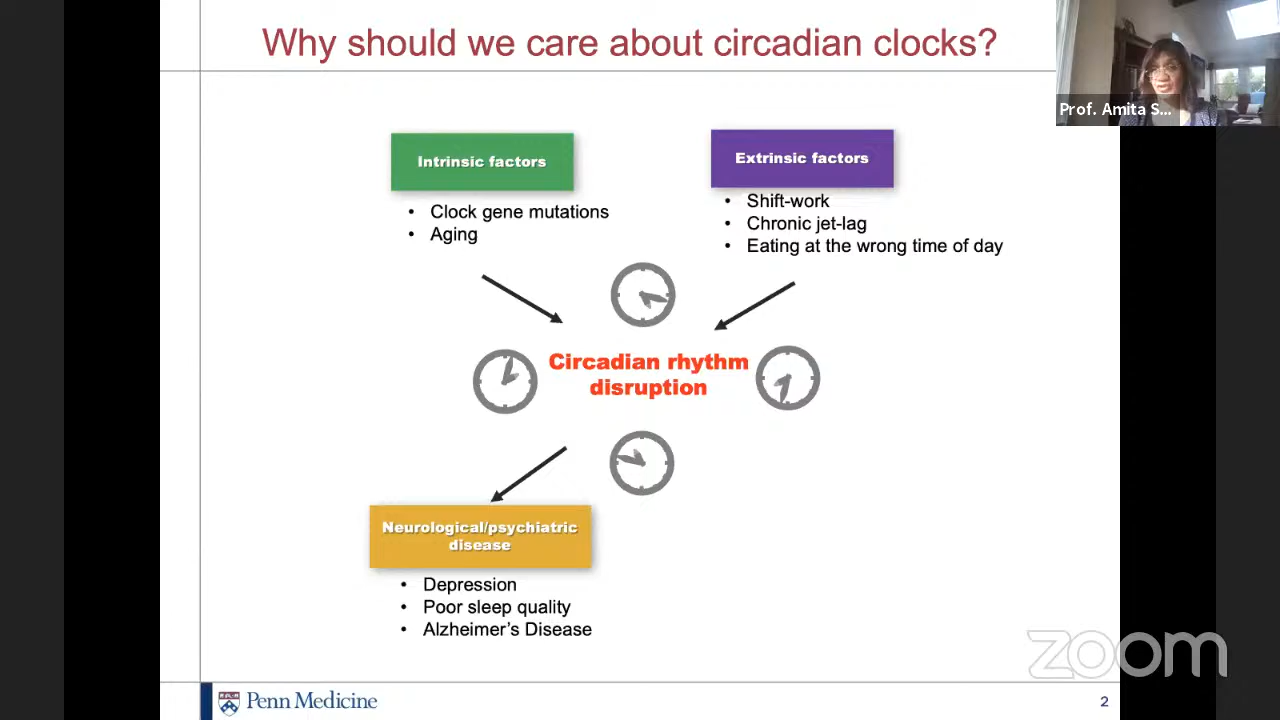 Why should we care about circadian clocks?
Prof. Amita S...
Intrinsic factors
• Clock gene mutations
• Aging
Extrinsic factors
• Shift-work
• Chronic jet-lag
• Eating at the wrong time of day
Circadian rhythm
disruption
Neurological/psychiatric
disease
• Depression
• Poor sleep quality
• Alzheimer’s Disease
zoom
Penn Medicine
2